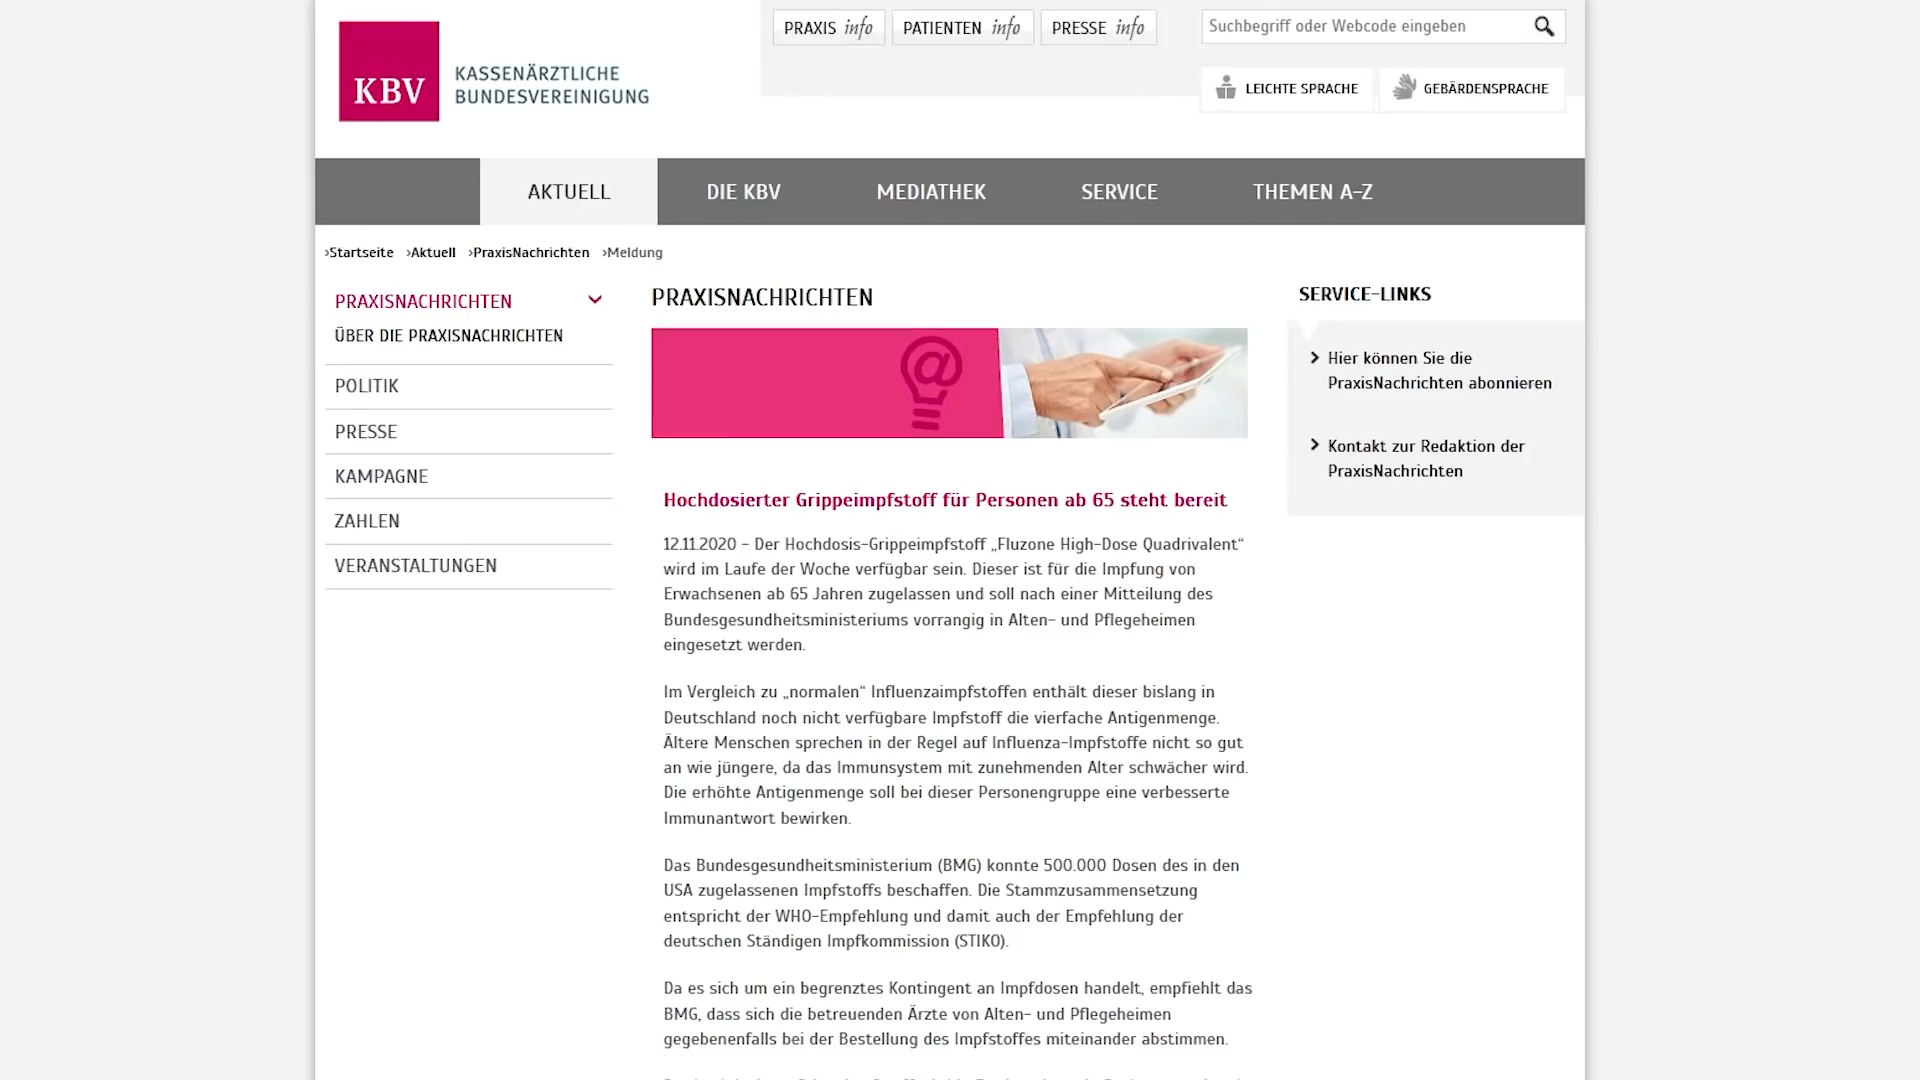 PRAXIS info
PATIENTEN info
PRESSE info
Suchbegriff oder Webcode eingeben
KBV
KASSENÄRZTLICHE
BUNDESVEREINIGUNG
LEICHTE SPRACHE
GEBÄRDENSPRACHE
AKTUELL
DIE KBV
MEDIATHEK
SERVICE
THEMEN A-Z
›Startseite ›Aktuell ›PraxisNachrichten ›Meldung
PRAXISNACHRICHTEN
ÜBER DIE PRAXISNACHRICHTEN
POLITIK
PRESSE
KAMPAGNE
ZAHLEN
VERANSTALTUNGEN
PRAXISNACHRICHTEN
@
Hochdosierter Grippeimpfstoff für Personen ab 65 steht bereit
12.11.2020 - Der Hochdosis-Grippeimpfstoff „Fluzone High-Dose Quadrivalent“
wird im Laufe der Woche verfügbar sein. Dieser ist für die Impfung von
Erwachsenen ab 65 Jahren zugelassen und soll nach einer Mitteilung des
Bundesgesundheitsministeriums vorrangig in Alten- und Pflegeheimen
eingesetzt werden.
Im Vergleich zu „normalen“ Influenzaimpfstoffen enthält dieser bislang in
Deutschland noch nicht verfügbare Impfstoff die vierfache Antigenmenge.
Ältere Menschen sprechen in der Regel auf Influenza-Impfstoffe nicht so gut
an wie jüngere, da das Immunsystem mit zunehmenden Alter schwächer wird.
Die erhöhte Antigenmenge soll bei dieser Personengruppe eine verbesserte
Immunantwort bewirken.
Das Bundesgesundheitsministerium (BMG) konnte 500.000 Dosen des in den
USA zugelassenen Impfstoffs beschaffen. Die Stammzusammensetzung
entspricht der WHO-Empfehlung und damit auch der Empfehlung der
deutschen Ständigen Impfkommission (STIKO).
Da es sich um ein begrenztes Kontingent an Impfdosen handelt, empfiehlt das
BMG, dass sich die betreuenden Ärzte von Alten- und Pflegeheimen
gegebenenfalls bei der Bestellung des Impfstoffes miteinander abstimmen.
SERVICE-LINKS
Hier können Sie die
PraxisNachrichten abonnieren
Kontakt zur Redaktion der
PraxisNachrichten